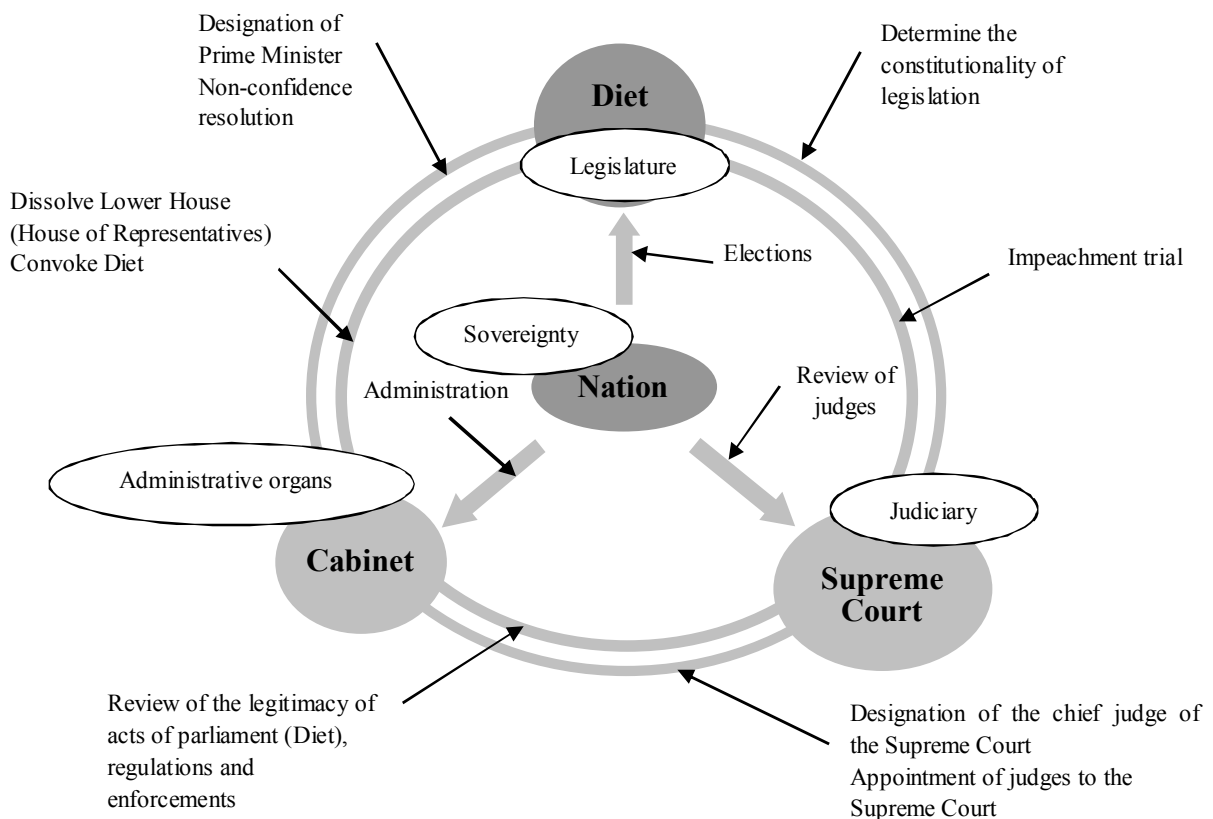 Designation of
Prime Minister
Non-confidence
resolution
Determine the
constitutionality of
legislation
Diet
Legislature
Dissolve Lower House
(House of Representatives)
Convoke Diet
Elections
Impeachment trial
Sovereignty
Nation
Administration
Review of
judges
Administrative organs
Judiciary
Cabinet
Supreme
Court
Review of the legitimacy of
acts of parliament (Diet),
regulations and
enforcements
Designation of the chief judge of
the Supreme Court
Appointment of judges to the
Supreme Court